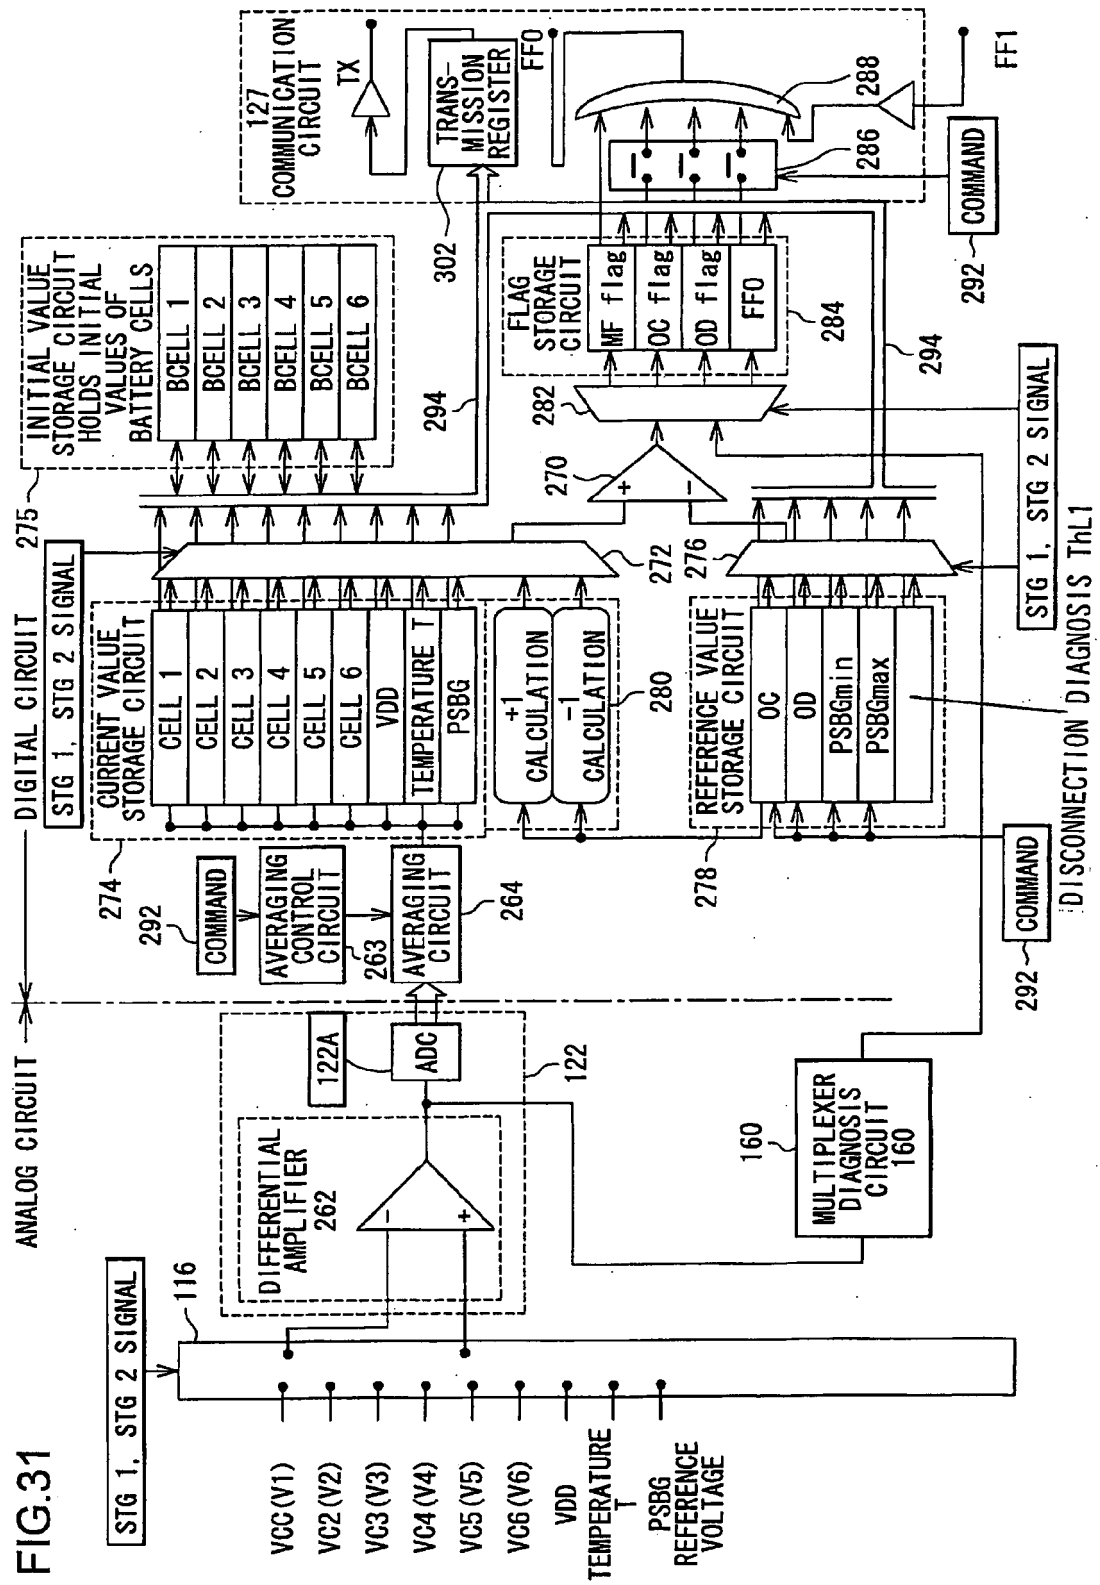 FIG.31
ANALOG CIRCUIT
DIGITAL CIRCUIT
STG 1, STG 2 SIGNAL
116
VCC(V1)
VC2(V2)
VC3(V3)
VC4(V4)
VC5(V5)
VC6(V6)
VDD
TEMPERATURE
T
PSBG
REFERENCE
VOLTAGE
DIFFERENTIAL
AMPLIFIER
262
−
+
122A
ADC
122
160
MULTIPLEXER
DIAGNOSIS
CIRCUIT
160
292
COMMAND
AVERAGING
CONTROL
CIRCUIT
263
AVERAGING
CIRCUIT
264
274
STG 1, STG 2 SIGNAL
CURRENT VALUE
STORAGE CIRCUIT
CELL 1
CELL 2
CELL 3
CELL 4
CELL 5
CELL 6
VDD
TEMPERATURE T
PSBG
+1
CALCULATION
−1
CALCULATION
280
272
278
REFERENCE VALUE
STORAGE CIRCUIT
OC
OD
PSBGmin
PSBGmax
276
COMMAND
292
DISCONNECTION DIAGNOSIS ThL1
STG 1, STG 2 SIGNAL
275
INITIAL VALUE
STORAGE CIRCUIT
HOLDS INITIAL
VALUES OF
BATTERY CELLS
BCELL 1
BCELL 2
BCELL 3
BCELL 4
BCELL 5
BCELL 6
294
270
+
−
282
FLAG
STORAGE
CIRCUIT
MF flag
OC flag
OD flag
FFO
284
294
127
COMMUNICATION
CIRCUIT
TX
TRANS-
MISSION
REGISTER
302
FFO
288
286
COMMAND
292
FF1